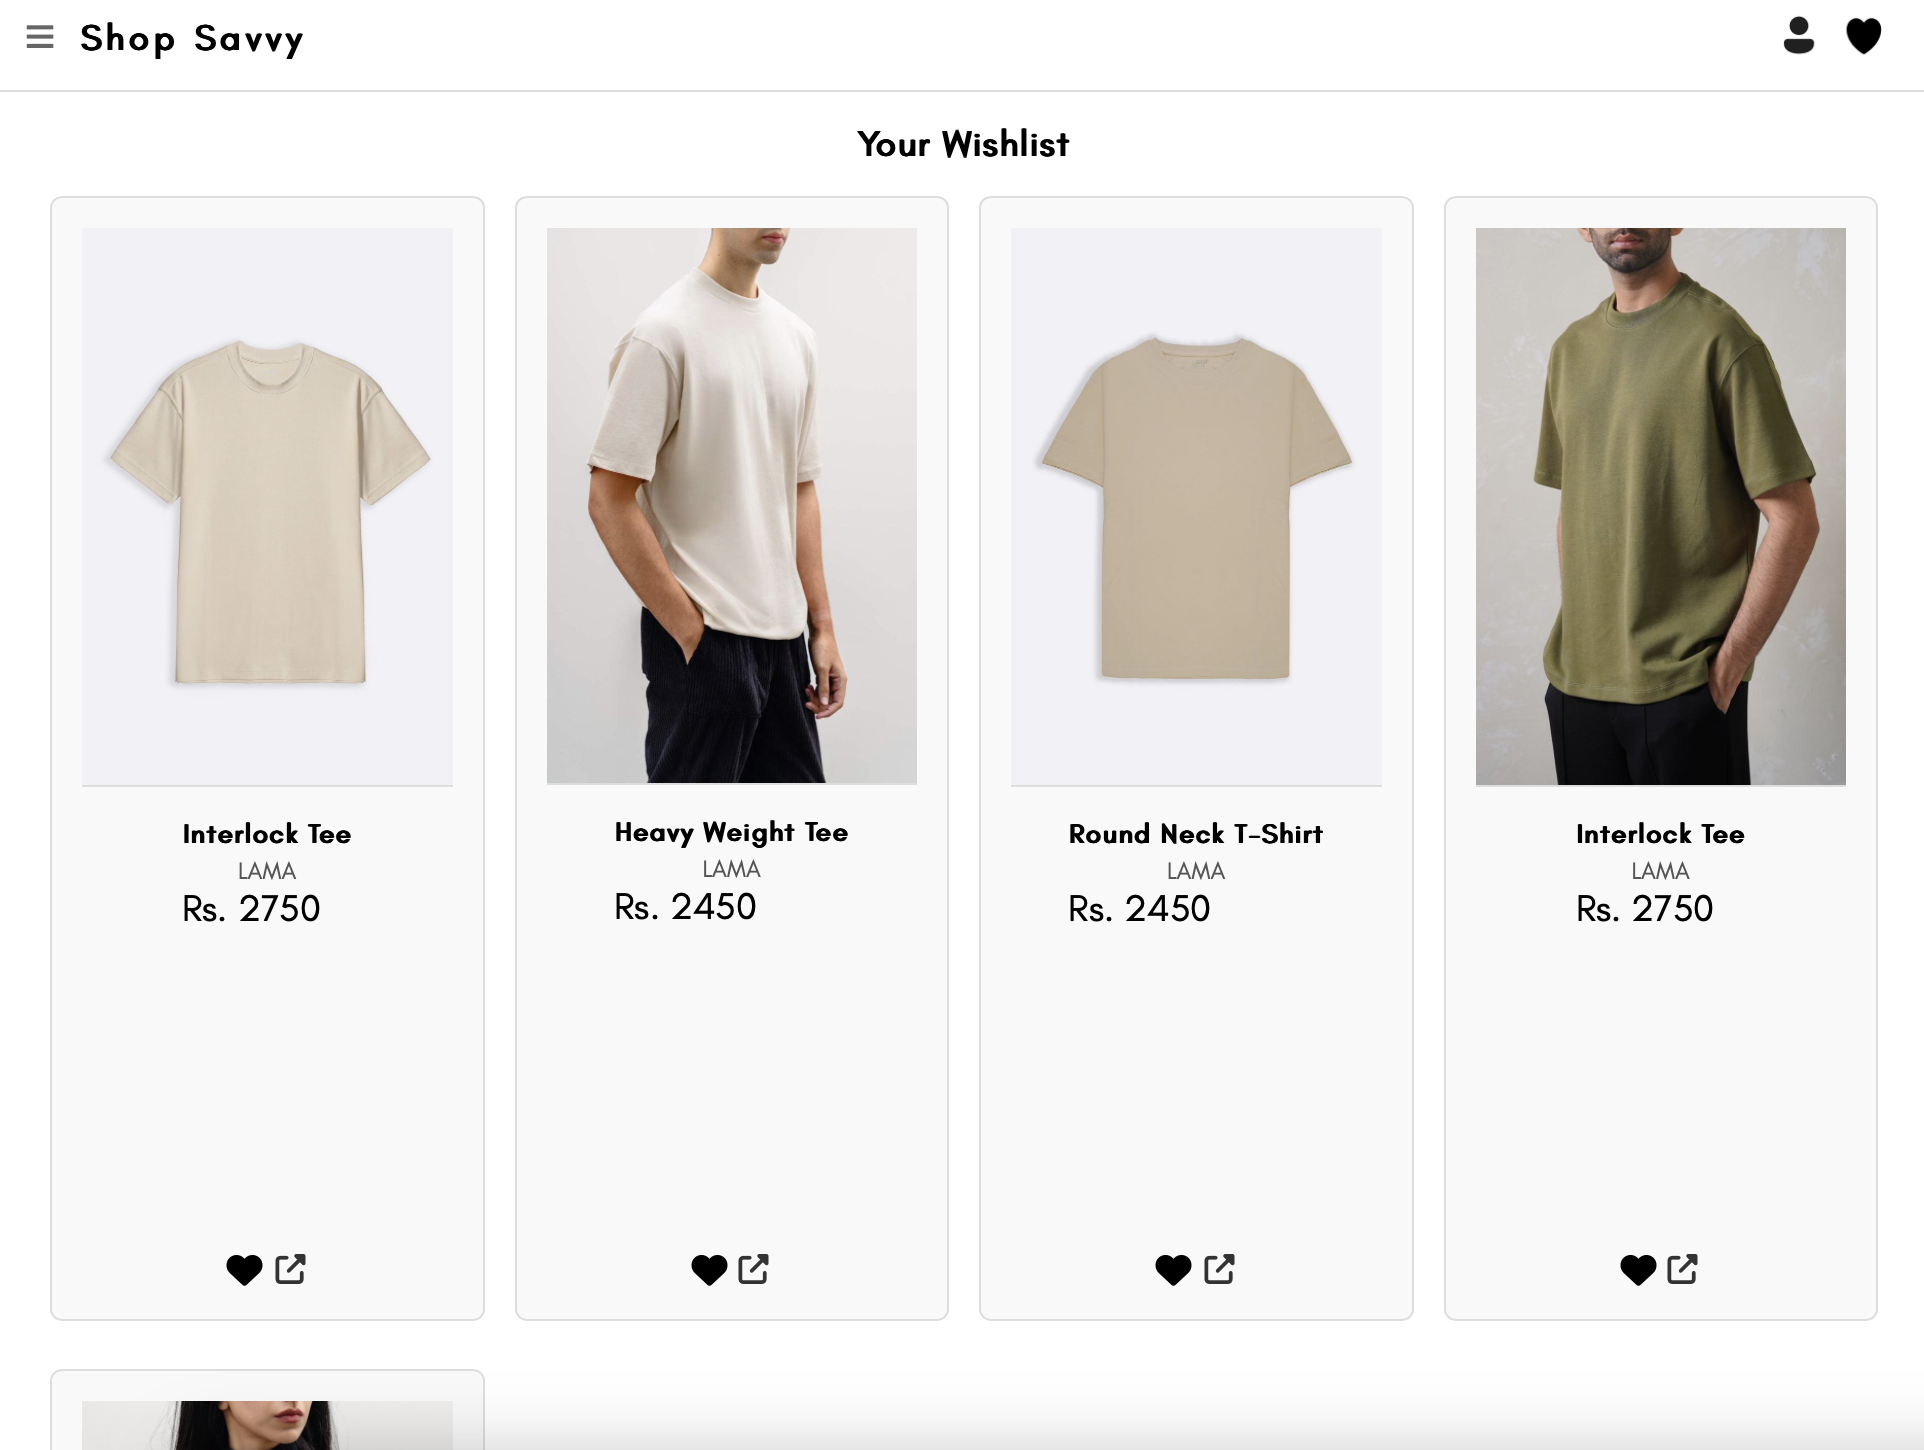 Shop Savvy
Your Wishlist
Interlock Tee
LAMA
Rs. 2750
Heavy Weight Tee
LAMA
Rs. 2450
Round Neck T-Shirt
LAMA
Rs. 2450
Interlock Tee
LAMA
Rs. 2750